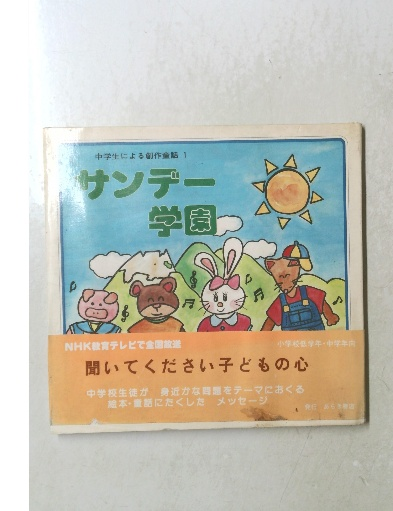 中学生による創作童話 1
サンデー
学園
NHK教育テレビで全国放送
小学校低学年・中学年向
聞いてください子どもの心
中学校生徒が 身近かな問題をテーマにおくる
絵本・童話にたくした メッセージ